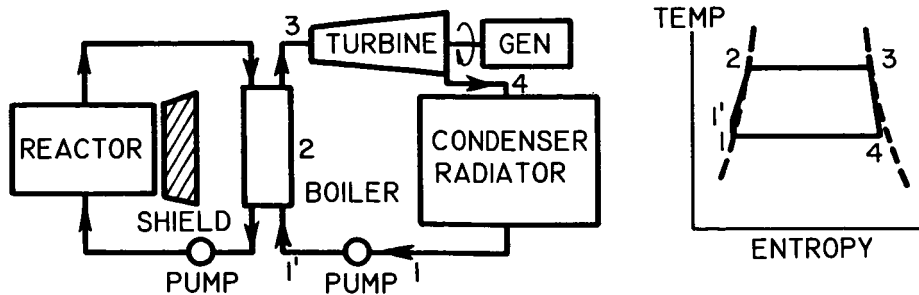 3
TURBINE
GEN
4
REACTOR
SHIELD
2
BOILER
CONDENSER
RADIATOR
PUMP
1'
PUMP
1
TEMP
2
3
1'
1
4
ENTROPY